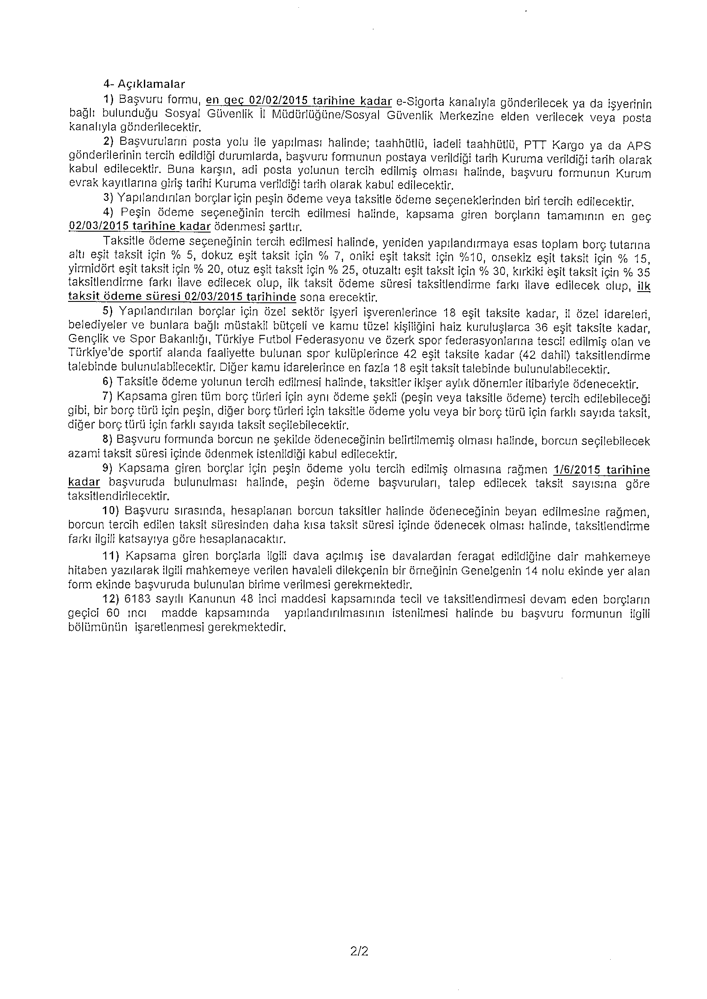 4- Açıklamalar
1) Başvuru formu, en geç 02/02/2015 tarihine kadar e-Sigorta kanalıyla gönderilecek ya da işyerinin
bağlı bulunduğu Sosyal Güvenlik İl Müdürlüğüne/Sosyal Güvenlik Merkezine elden verilecek veya posta
kanalıyla gönderilecektir.
2) Başvuruların posta yolu ile yapılması halinde; taahhütlü, iadeli taahhütlü, PTT Kargo ya da APS
gönderilerinin tercih edildiği durumlarda, başvuru formunun postaya verildiği tarih Kuruma verildiği tarih olarak
kabul edilecektir. Buna karşın, adi posta yolunun tercih edilmiş olması halinde, başvuru formunun Kurum
evrak kayıtlarına giriş tarihi Kuruma verildiği tarih olarak kabul edilecektir.
3) Yapılandırılan borçlar için peşin ödeme veya taksitle ödeme seçeneklerinden biri tercih edilecektir.
4) Peşin ödeme seçeneğinin tercih edilmesi halinde, kapsama giren borçların tamamının en geç
02/03/2015 tarihine kadar ödenmesi şarttır.
Taksitle ödeme seçeneğinin tercih edilmesi halinde, yeniden yapılandırmaya esas toplam borç tutarına
altı eşit taksit için % 5, dokuz eşit taksit için % 7, oniki eşit taksit için %10, onsekiz eşit taksit için % 15,
yirmidört eşit taksit için % 20, otuz eşit taksit için % 25, otuzaltı eşit taksit için % 30, kırkiki eşit taksit için % 35
taksitlendirme farkı ilave edilecek olup, ilk taksit ödeme süresi taksitlendirme farkı ilave edilecek olup, ilk
taksit ödeme süresi 02/03/2015 tarihinde sona erecektir.
5) Yapılandırılan borçlar için özel sektör işyeri işverenlerince 18 eşit taksite kadar, il özel idareleri,
belediyeler ve bunlara bağlı müstakil bütçeli ve kamu tüzel kişiliğini haiz kuruluşlarca 36 eşit taksite kadar,
Gençlik ve Spor Bakanlığı, Türkiye Futbol Federasyonu ve özerk spor federasyonlarına tescil edilmiş olan ve
Türkiye'de sportif alanda faaliyette bulunan spor kulüplerince 42 eşit taksite kadar (42 dahil) taksitlendirme
talebinde bulunulabilecektir. Diğer kamu idarelerince en fazla 18 eşit taksit talebinde bulunulabilecektir.
6) Taksitle ödeme yolunun tercih edilmesi halinde, taksitler ikişer aylık dönemler itibariyle ödenecektir.
7) Kapsama giren tüm borç türleri için aynı ödeme şekli (peşin veya taksitle ödeme) tercih edilebileceği
gibi, bir borç türü için peşin, diğer borç türleri için taksitle ödeme yolu veya bir borç türü için farklı sayıda taksit,
diğer borç türü için farklı sayıda taksit seçilebilecektir.
8) Başvuru formunda borcun ne şekilde ödeneceğinin belirtilmemiş olması halinde, borcun seçilebilecek
azami taksit süresi içinde ödenmek istenildiği kabul edilecektir.
9) Kapsama giren borçlar için peşin ödeme yolu tercih edilmiş olmasına rağmen 1/6/2015 tarihine
kadar başvuruda bulunulması halinde, peşin ödeme başvuruları, talep edilecek taksit sayısına göre
taksitlendirilecektir.
10) Başvuru sırasında, hesaplanan borcun taksitler halinde ödeneceğinin beyan edilmesine rağmen,
borcun tercih edilen taksit süresinden daha kısa taksit süresi içinde ödenecek olması halinde, taksitlendirme
farkı ilgili katsayıya göre hesaplanacaktır.
11) Kapsama giren borçlarla ilgili dava açılmış ise davalardan feragat edildiğine dair mahkemeye
hitaben yazılarak ilgili mahkemeye verilen havaleli dilekçenin bir örneğinin Genelgenin 14 nolu ekinde yer alan
form ekinde başvuruda bulunulan birime verilmesi gerekmektedir.
12) 6183 sayılı Kanunun 48 inci maddesi kapsamında tecil ve taksitlendirmesi devam eden borçların
geçici 60 ıncı madde kapsamında yapılandırılmasının istenilmesi halinde bu başvuru formunun ilgili
bölümünün işaretlenmesi gerekmektedir.
2/2